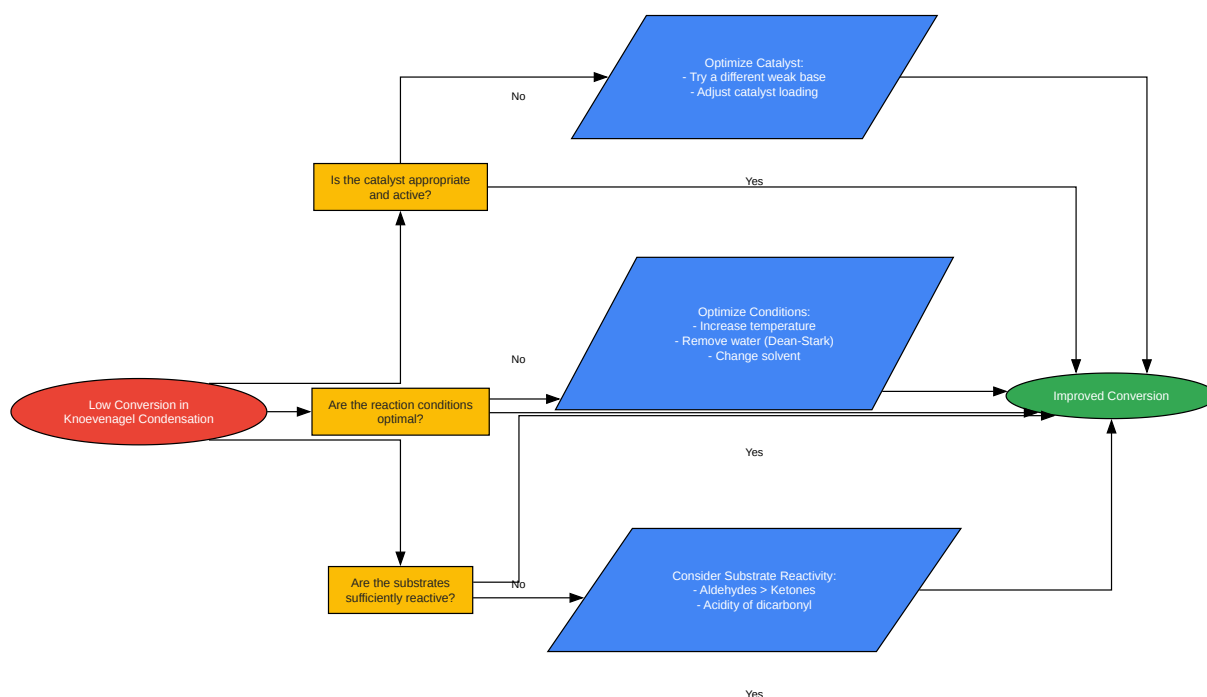 Optimize Catalyst:
- Try a different weak base
- Adjust catalyst loading
No
Is the catalyst appropriate
and active?
Yes
Optimize Conditions:
- Increase temperature
- Remove water (Dean-Stark)
- Change solvent
No
Low Conversion in
Knoevenagel Condensation
Are the reaction conditions
optimal?
Improved Conversion
Yes
Are the substrates
sufficiently reactive?
No
Consider Substrate Reactivity:
- Aldehydes > Ketones
- Acidity of dicarbonyl
Yes